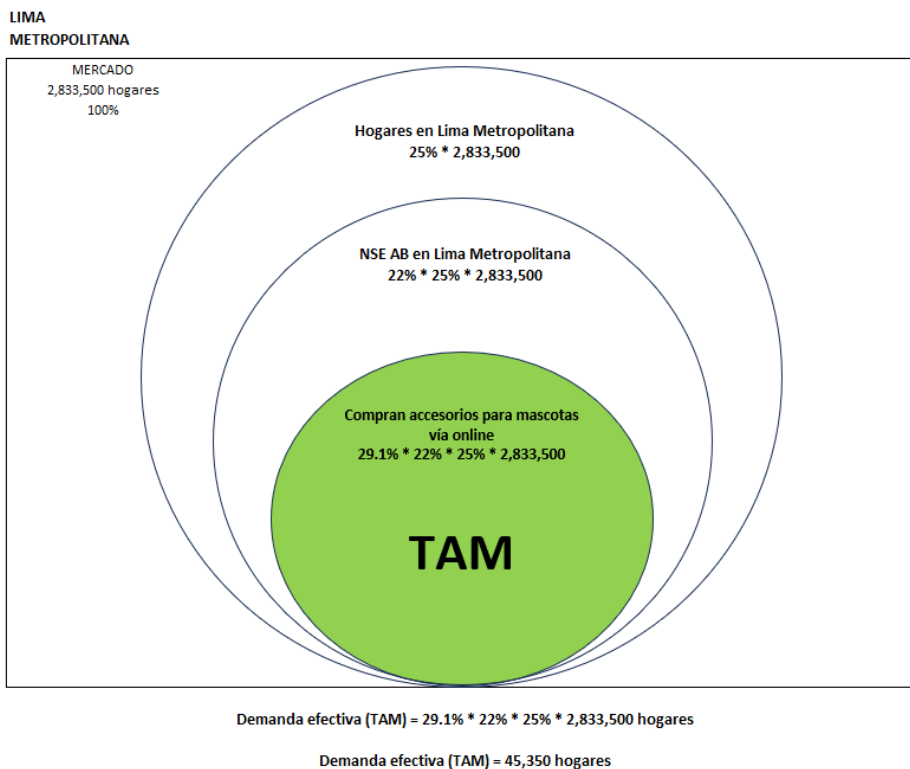 LIMA
METROPOLITANA
MERCADO
2,833,500 hogares
100%
Hogares en Lima Metropolitana
25% * 2,833,500
NSE AB en Lima Metropolitana
22% * 25% * 2,833,500
Compran accesorios para mascotas
vía online
29.1% * 22% * 25% * 2,833,500
TAM
Demanda efectiva (TAM) = 29.1% * 22% * 25% * 2,833,500 hogares
Demanda efectiva (TAM) = 45,350 hogares